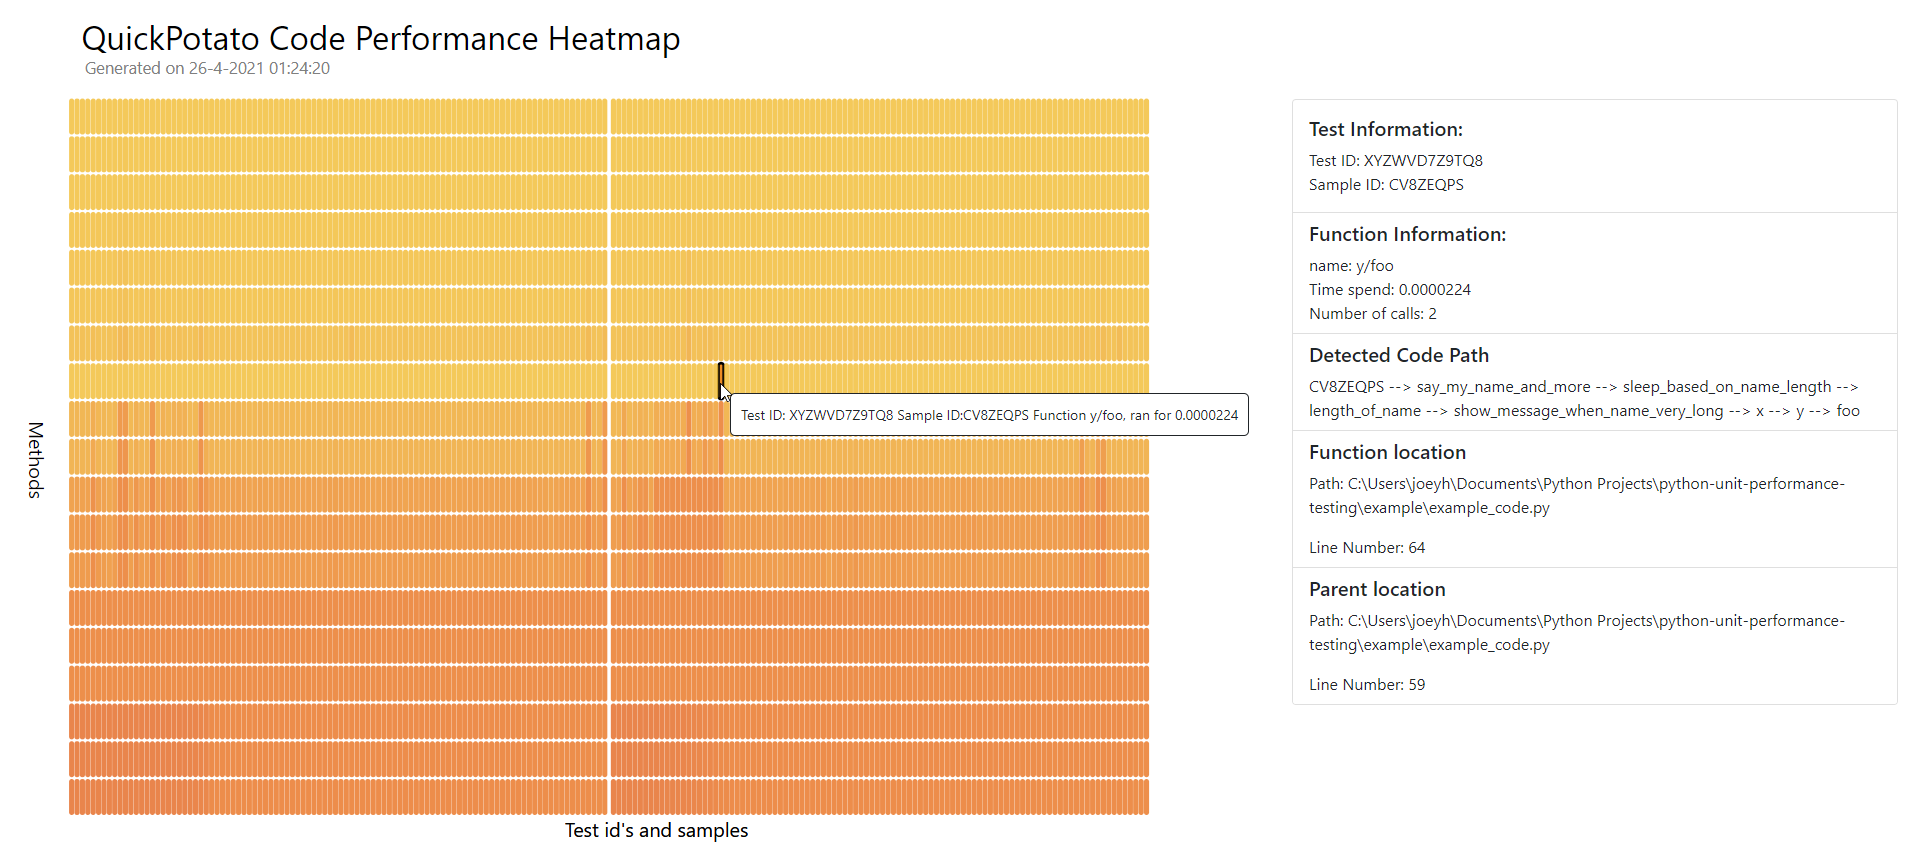 QuickPotato Code Performance Heatmap
Generated on 26-4-2021 01:24:20
Methods
Test ID: XYZWVD7Z9TQ8 Sample ID:CV8ZEQPS Function y/foo, ran for 0.0000224
Test id's and samples
Test Information:
Test ID: XYZWVD7Z9TQ8
Sample ID: CV8ZEQPS
Function Information:
name: y/foo
Time spend: 0.0000224
Number of calls: 2
Detected Code Path
CV8ZEQPS --> say_my_name_and_more --> sleep_based_on_name_length -->
length_of_name --> show_message_when_name_very_long --> x --> y --> foo
Function location
Path: C:\Users\joeyh\Documents\Python Projects\python-unit-performance-
testing\example\example_code.py
Line Number: 64
Parent location
Path: C:\Users\joeyh\Documents\Python Projects\python-unit-performance-
testing\example\example_code.py
Line Number: 59